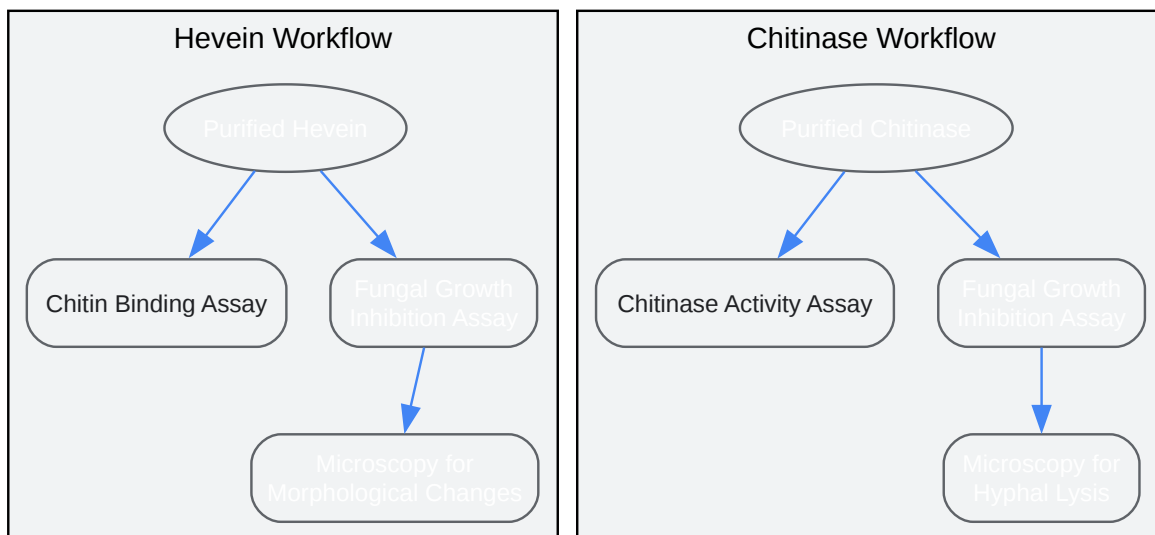 Hevein Workflow
Purified Hevein
Chitin Binding Assay
Fungal Growth
Inhibition Assay
Microscopy for
Morphological Changes
Chitinase Workflow
Purified Chitinase
Chitinase Activity Assay
Fungal Growth
Inhibition Assay
Microscopy for
Hyphal Lysis